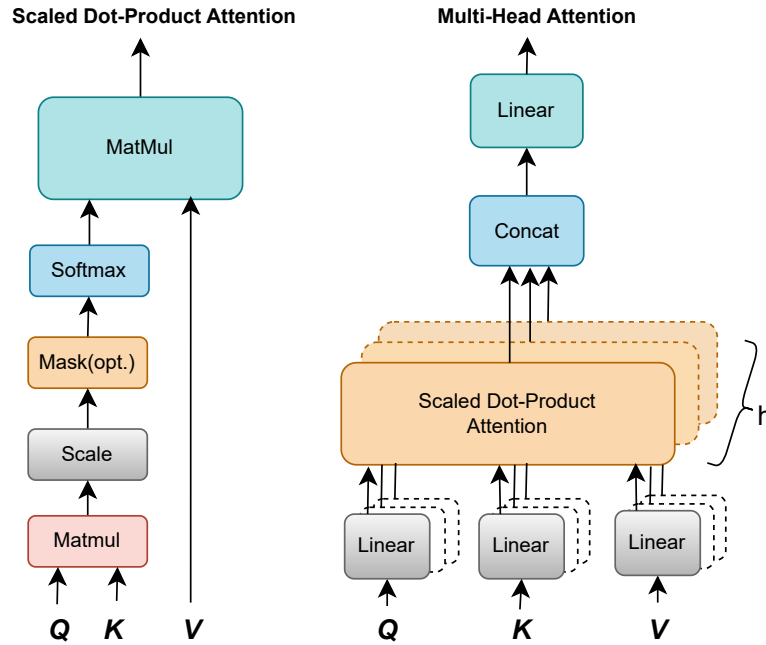 Scaled Dot-Product Attention
MatMul
Softmax
Mask(opt.)
Scale
Matmul
Q K V
Multi-Head Attention
Linear
Concat
Scaled Dot-Product
Attention
h
Linear Linear Linear
Q K V